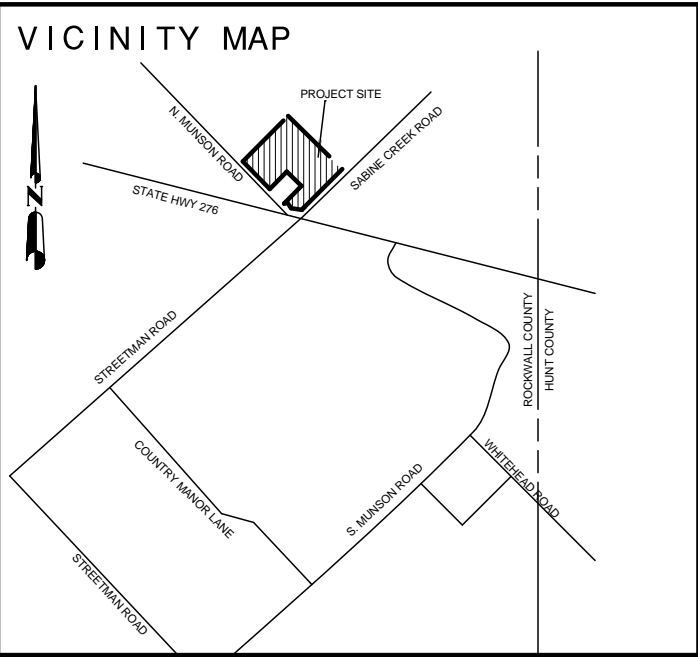 VICINITY MAP
PROJECT SITE
N. MUNSON ROAD
SABINE CREEK ROAD
STATE HWY 276
N
STREETMAN ROAD
ROCKWALL COUNTY
HUNT COUNTY
COUNTRY MANOR LANE
S. MUNSON ROAD
WHITEHEAD ROAD
STREETMAN ROAD